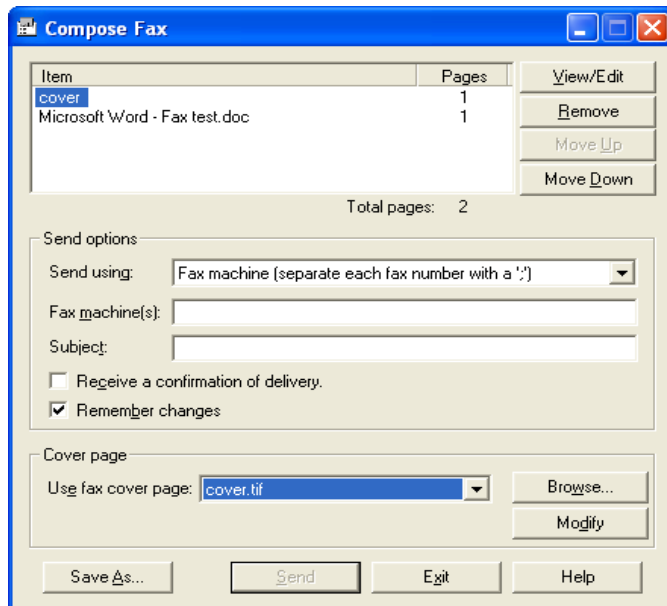 Compose Fax
Item Pages View/Edit
cover 1
Microsoft Word - Fax test.doc 1 Remove
Move Up
Move Down
Total pages: 2
Send options
Send using: Fax machine (separate each fax number with a ';')
Fax machine(s):
Subject:
Receive a confirmation of delivery.
Remember changes
Cover page
Use fax cover page: cover.tif Browse...
Modify
Save As... Send Exit Help